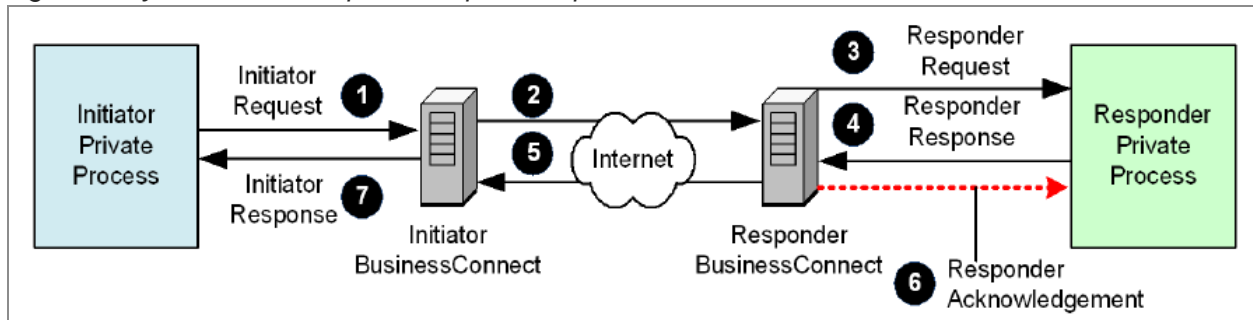 Initiator
Private
Process
Initiator
Request
1
2
5
Initiator
Response
7
Initiator
BusinessConnect
Internet
Responder
BusinessConnect
3
Responder
Request
4
Responder
Response
6
Responder
Acknowledgement
Responder
Private
Process